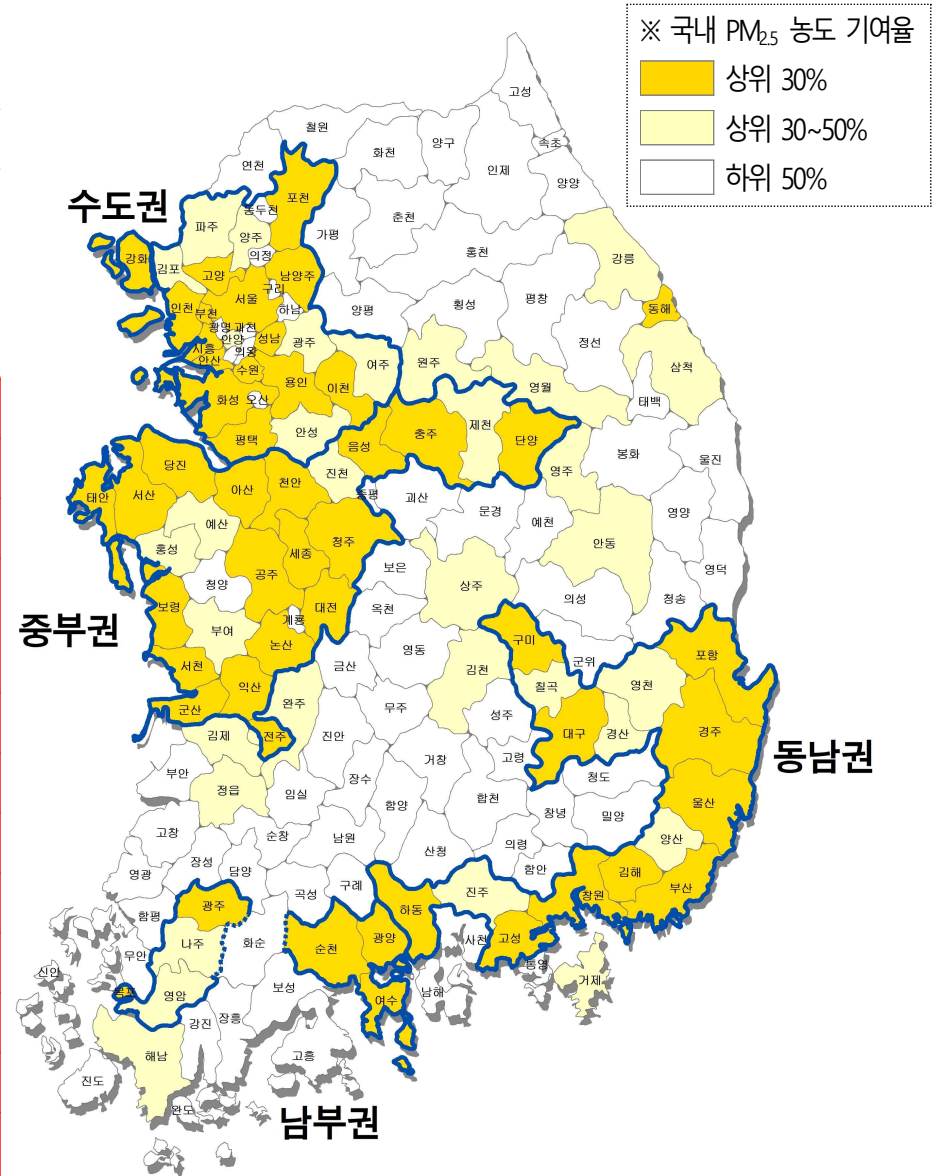 ※ 국내 PM2.5 농도 기여율
상위 30%
상위 30~50%
하위 50%
고성
철원
속초
양구
화천
연천
인제
양양
포천
수도권
동두천
춘천
파주
가평
양주
홍천
의정
강릉
강화
김포
고양
남양주
구리
서울
평창
횡성
인천
부천
하남
양평
동해
광명 과천
정선
안양
성남
광주
시흥
의왕
여주
원주
안산
수원
삼척
용인
이천
영월
화성
오산
태백
안성
제천
평택
충주
단양
음성
봉화
울진
당진
영주
진천
천안
아산
태안
서산
증평
괴산
문경
영양
예천
예산
청주
안동
홍성
세종
보은
공주
영덕
청양
상주
의성
청송
보령
대전
옥천
계룡
중부권
부여
구미
논산
영동
포항
금산
군위
서천
김천
영천
칠곡
익산
완주
군산
무주
성주
경주
대구
경산
김제
전주
진안
동남권
고령
거창
부안
장수
청도
정읍
임실
합천
울산
함양
창녕
밀양
고창
순창
남원
양산
의령
산청
장성
함안
영광
담양
김해
구례
부산
진주
곡성
창원
광주
하동
함평
고성
사천
나주
화순
순천
광양
무안
통영
신안
거제
보성
목포
영암
여수
남해
장흥
강진
해남
고흥
진도
완도
남부권